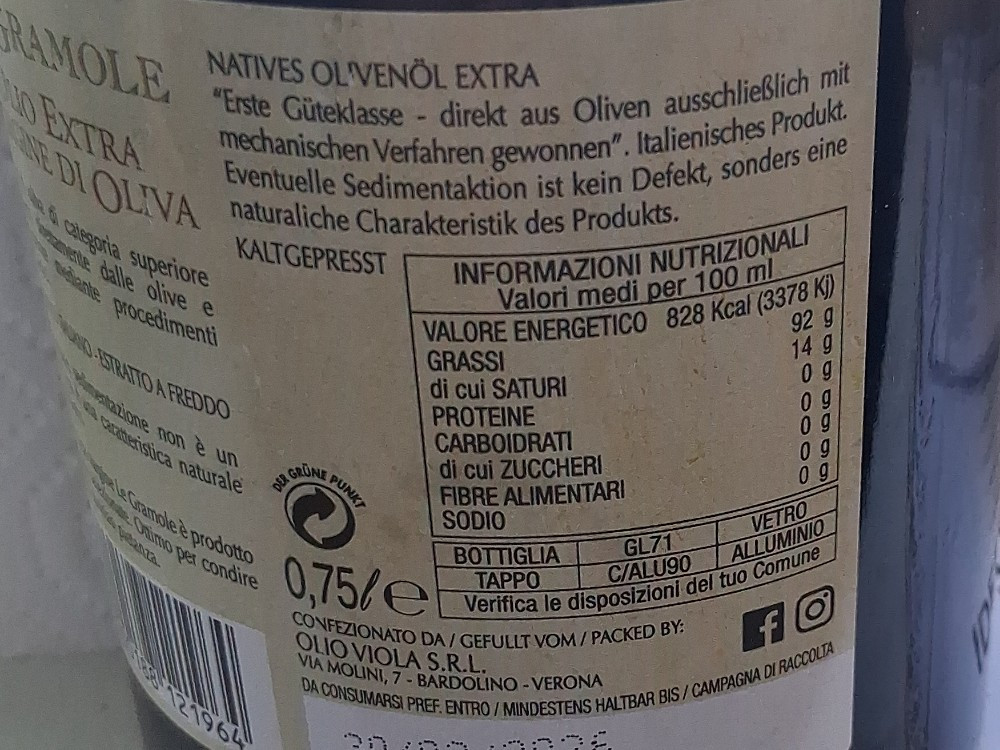 GRAMOLE
EXTRA
DI OLIVA
di categoria superiore
dalle olive e
mediante procedimenti
ESTRATTO A FREDDO
non è un
caratteristica naturale
Le Gramole è prodotto
Ottimo per condire
pietanza.
121964
NATIVES OLIVENÖL EXTRA
"Erste Güteklasse - direkt aus Oliven ausschließlich mit
mechanischen Verfahren gewonnen". Italienisches Produkt.
Eventuelle Sedimentaktion ist kein Defekt, sonders eine
naturaliche Charakteristik des Produkts.
KALTGEPRESST
INFORMAZIONI NUTRIZIONALI
Valori medi per 100 ml
VALORE ENERGETICO 828 Kcal (3378 Kj)
GRASSI 92 g
di cui SATURI 14 g
PROTEINE 0 g
CARBOIDRATI 0 g
di cui ZUCCHERI 0 g
FIBRE ALIMENTARI 0 g
SODIO 0 g
BOTTIGLIA GL71 VETRO
TAPPO C/ALU90 ALLUMINIO
Verifica le disposizioni del tuo Comune
DER GRÜNE PUNKT
0,75 l e
CONFEZIONATO DA / GEFULLT VOM / PACKED BY:
OLIO VIOLA S.R.L.
VIA MOLINI, 7 - BARDOLINO - VERONA
DA CONSUMARSI PREF. ENTRO / MINDESTENS HALTBAR BIS / CAMPAGNA DI RACCOLTA